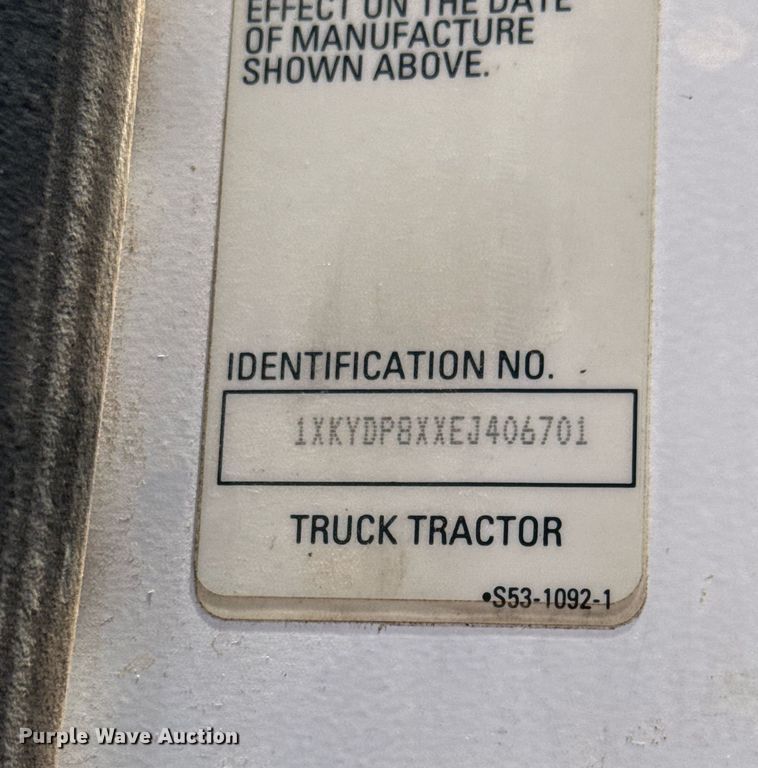 EFFECT ON THE DATE
OF MANUFACTURE
SHOWN ABOVE.
IDENTIFICATION NO.
1XKYDP8XXEJ406701
TRUCK TRACTOR
•S53-1092-1
Purple Wave Auction